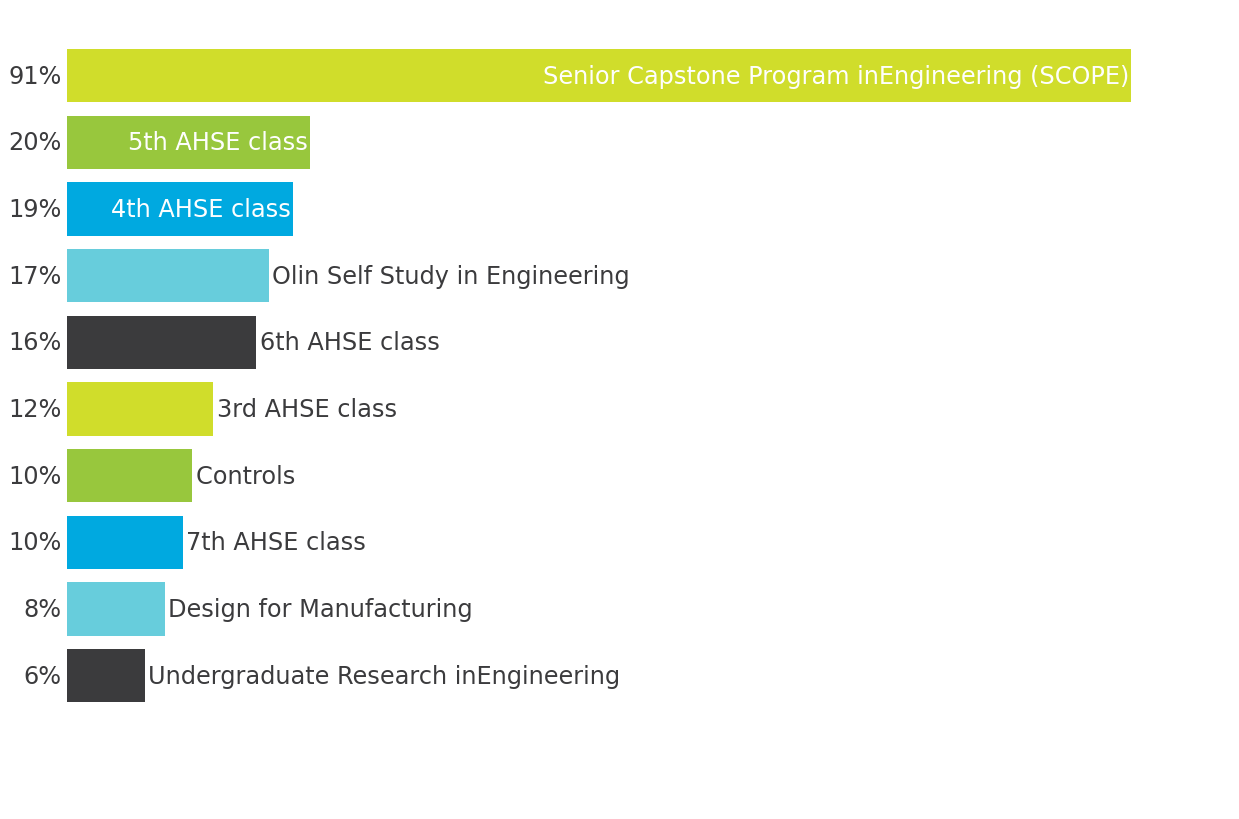 91% Senior Capstone Program inEngineering (SCOPE)
20% 5th AHSE class
19% 4th AHSE class
17% Olin Self Study in Engineering
16% 6th AHSE class
12% 3rd AHSE class
10% Controls
10% 7th AHSE class
8% Design for Manufacturing
6% Undergraduate Research inEngineering